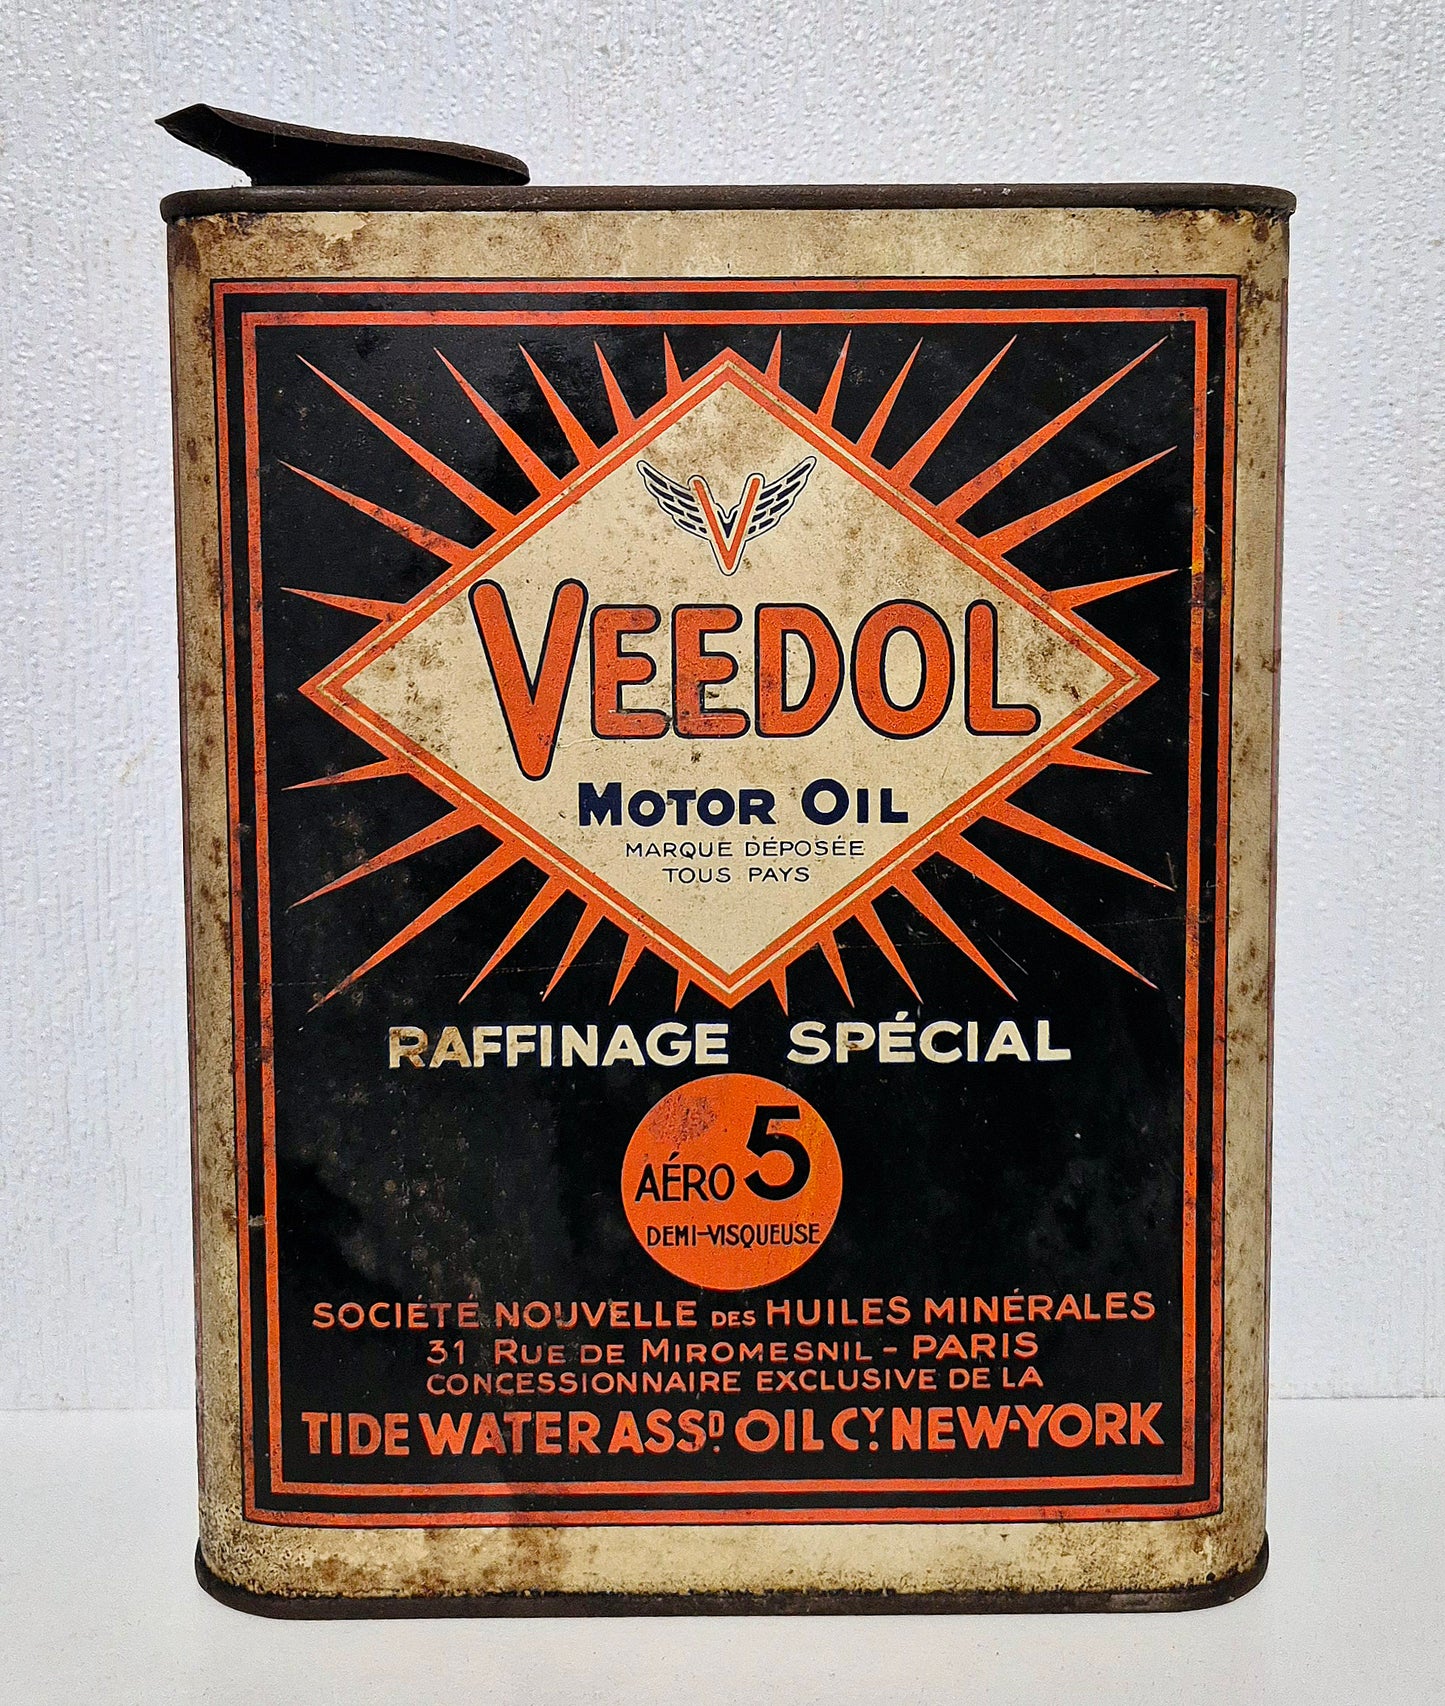 V
VEEDOL
MOTOR OIL
MARQUE DÉPOSÉE
TOUS PAYS
RAFFINAGE SPÉCIAL
AÉRO 5
DEMI-VISQUEUSE
SOCIÉTÉ NOUVELLE DES HUILES MINÉRALES
31 RUE DE MIROMESNIL - PARIS
CONCESSIONNAIRE EXCLUSIVE DE LA
TIDE WATER ASSD. OIL CY. NEW-YORK